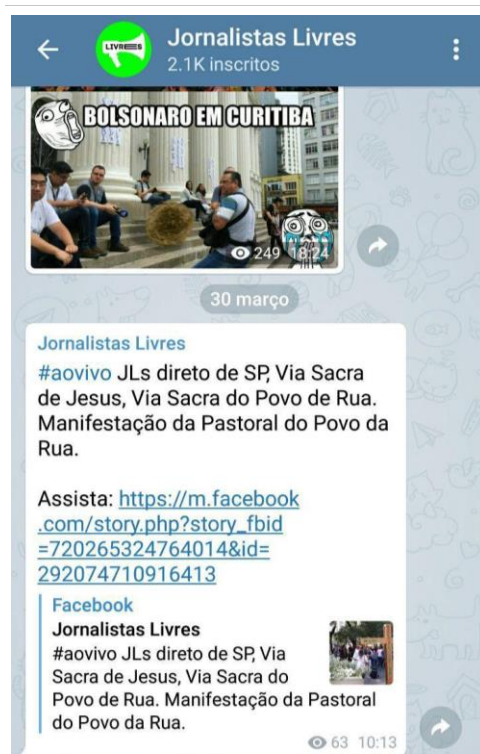 LIVRES
Jornalistas Livres
2.1K inscritos
BOLSONARO EM CURITIBA
249 18:24
30 março
Jornalistas Livres
#aovivo JLs direto de SP, Via Sacra
de Jesus, Via Sacra do Povo de Rua.
Manifestação da Pastoral do Povo da
Rua.
Assista: https://m.facebook
.com/story.php?story_fbid
=720265324764014&id=
292074710916413
Facebook
Jornalistas Livres
#aovivo JLs direto de SP, Via
Sacra de Jesus, Via Sacra do
Povo de Rua. Manifestação da Pastoral
do Povo da Rua.
63 10:13